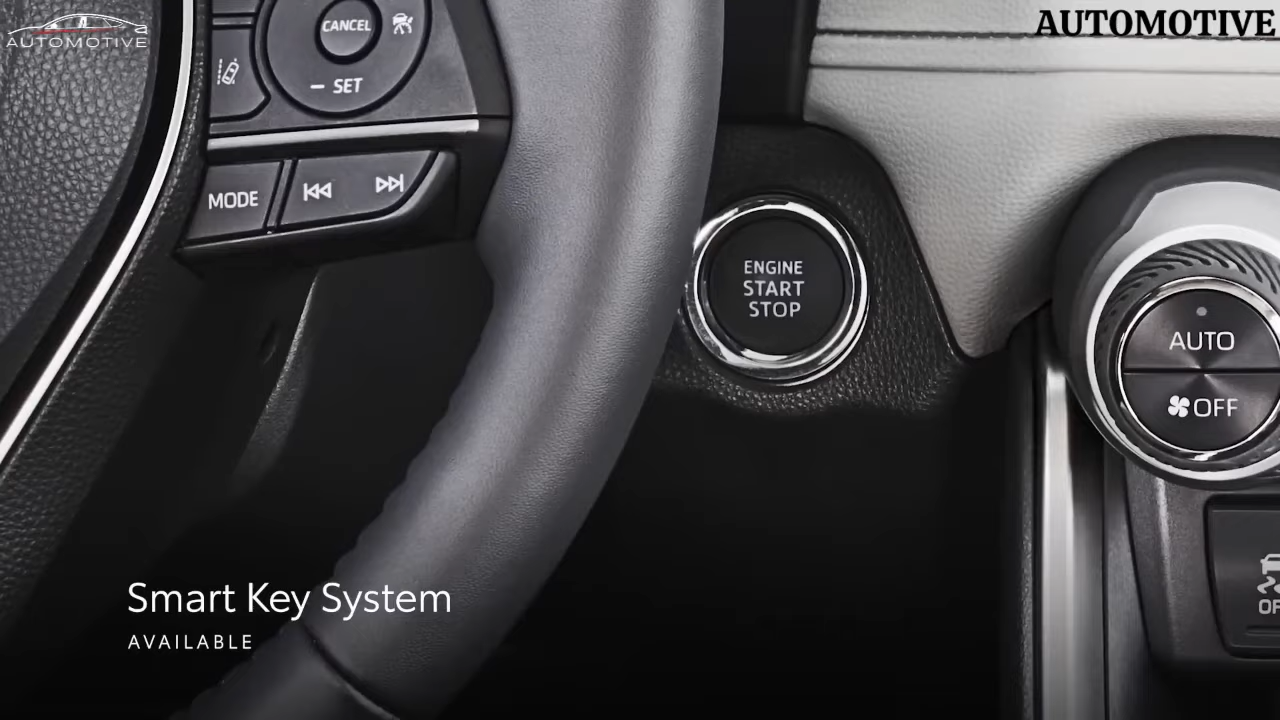 AUTOMOTIVE
AUTOMOTIVE
CANCEL
– SET
MODE
ENGINE
START
STOP
AUTO
OFF
Smart Key System
AVAILABLE